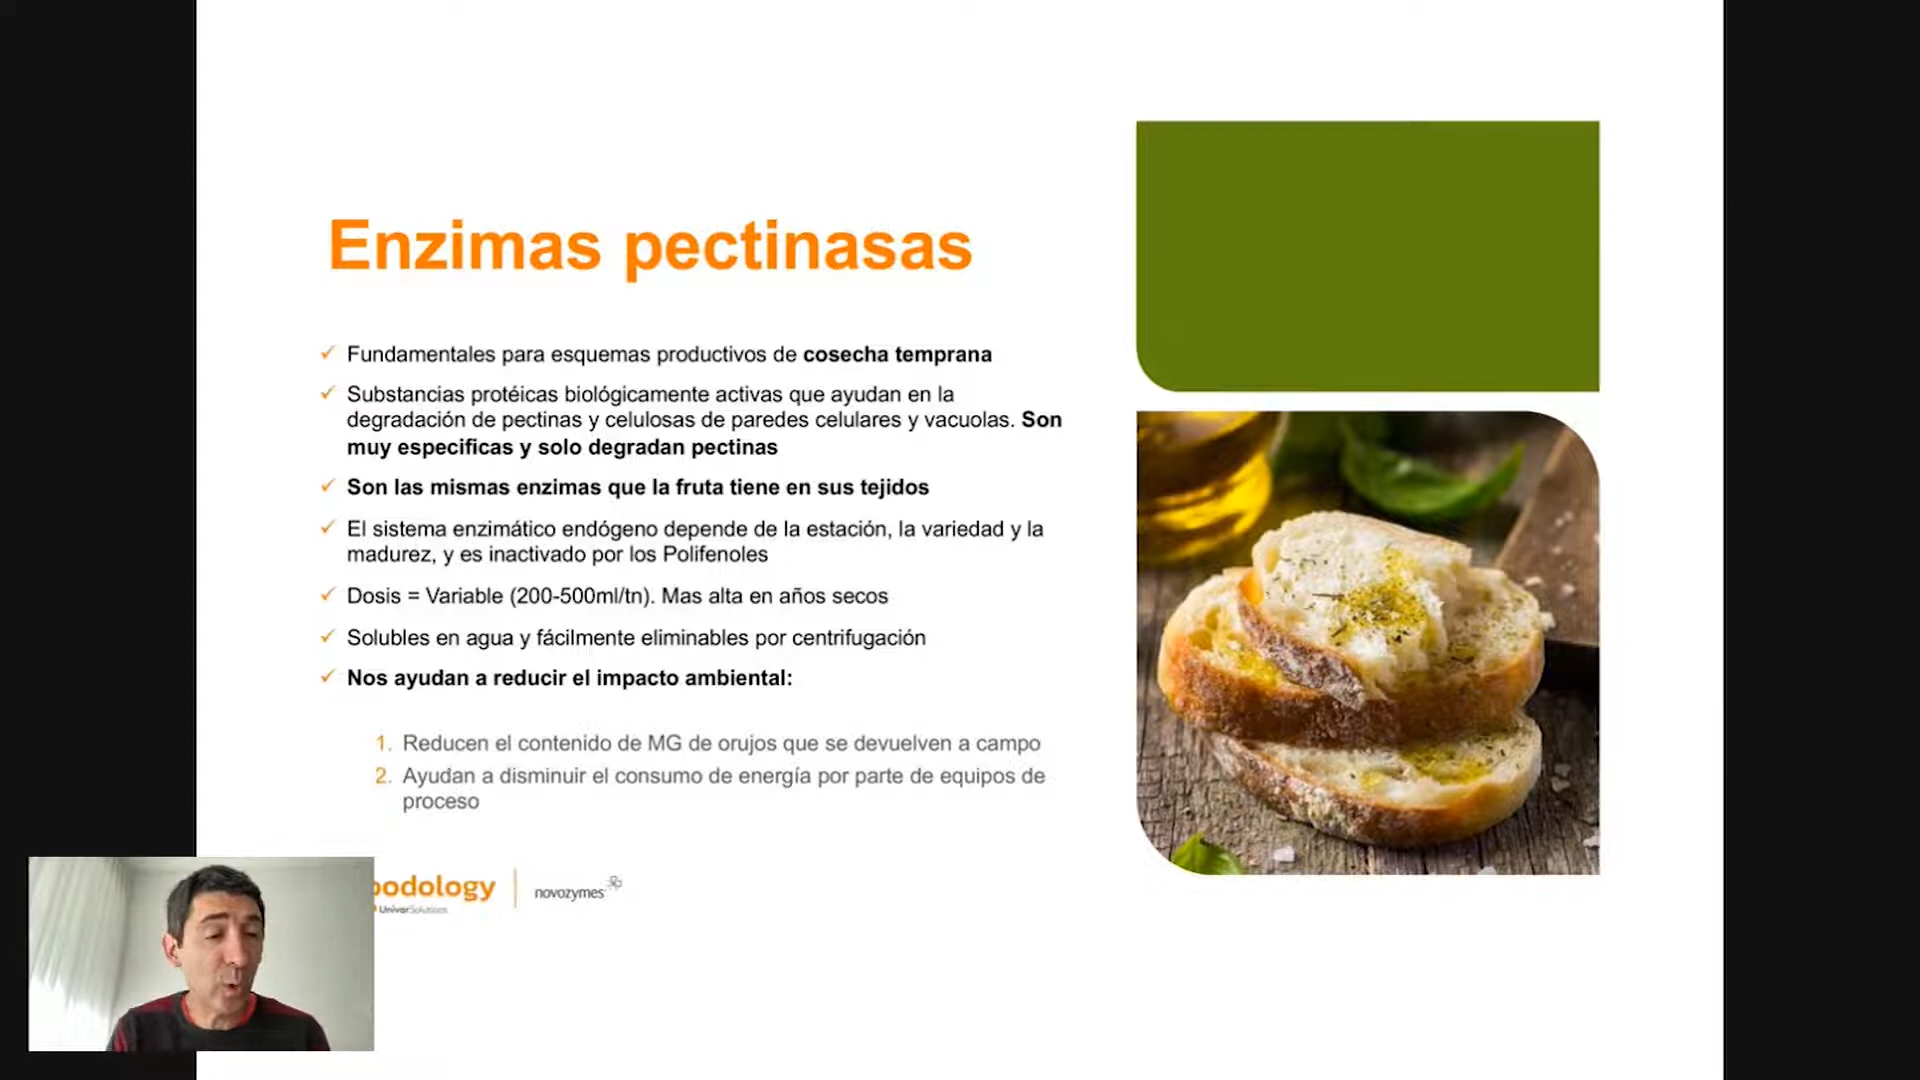 Enzimas pectinasas
Fundamentales para esquemas productivos de cosecha temprana
Substancias protéicas biológicamente activas que ayudan en la
degradación de pectinas y celulosas de paredes celulares y vacuolas. Son
muy especificas y solo degradan pectinas
Son las mismas enzimas que la fruta tiene en sus tejidos
El sistema enzimático endógeno depende de la estación, la variedad y la
madurez, y es inactivado por los Polifenoles
Dosis = Variable (200-500ml/tn). Mas alta en años secos
Solubles en agua y fácilmente eliminables por centrifugación
Nos ayudan a reducir el impacto ambiental:
1. Reducen el contenido de MG de orujos que se devuelven a campo
2. Ayudan a disminuir el consumo de energía por parte de equipos de
proceso
odology
Univar Solutions
novozymes